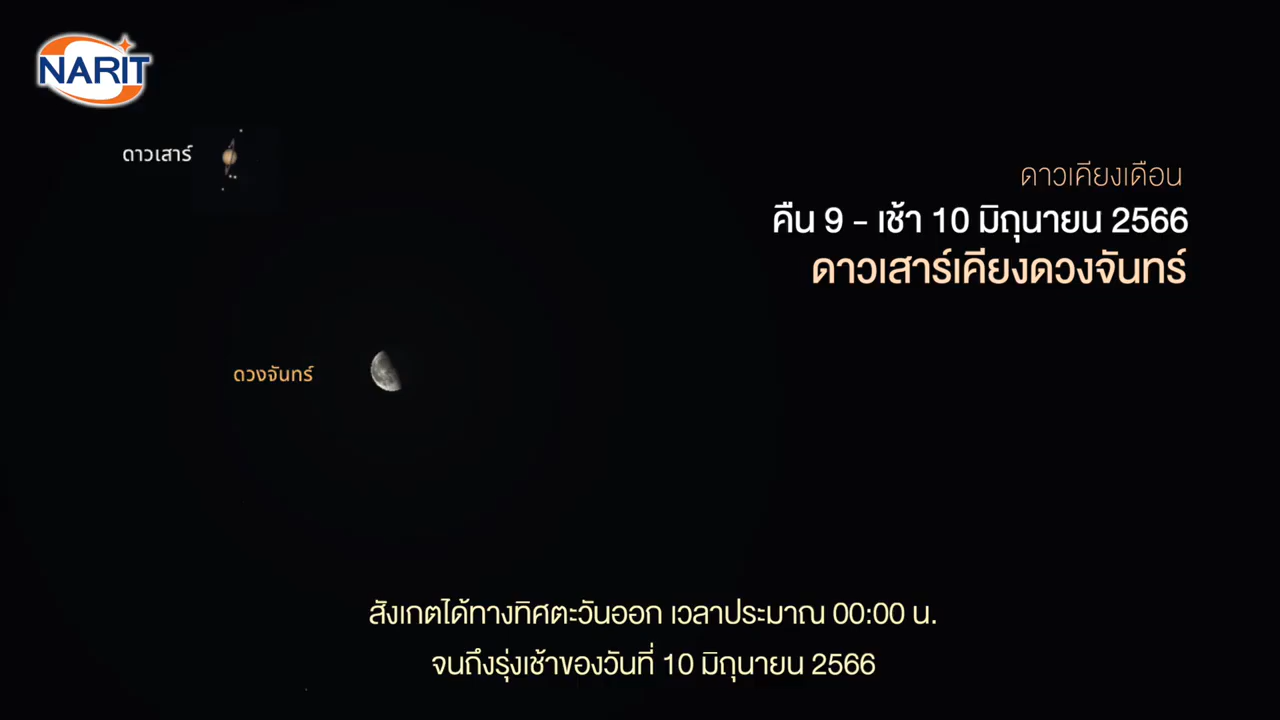 NARIT
ดาวเสาร์
ดาวเคียงเดือน
คืน 9 - เช้า 10 มิถุนายน 2566
ดาวเสาร์เคียงดวงจันทร์
ดวงจันทร์
สังเกตได้ทางทิศตะวันออก เวลาประมาณ 00:00 น.
จนถึงรุ่งเช้าของวันที่ 10 มิถุนายน 2566